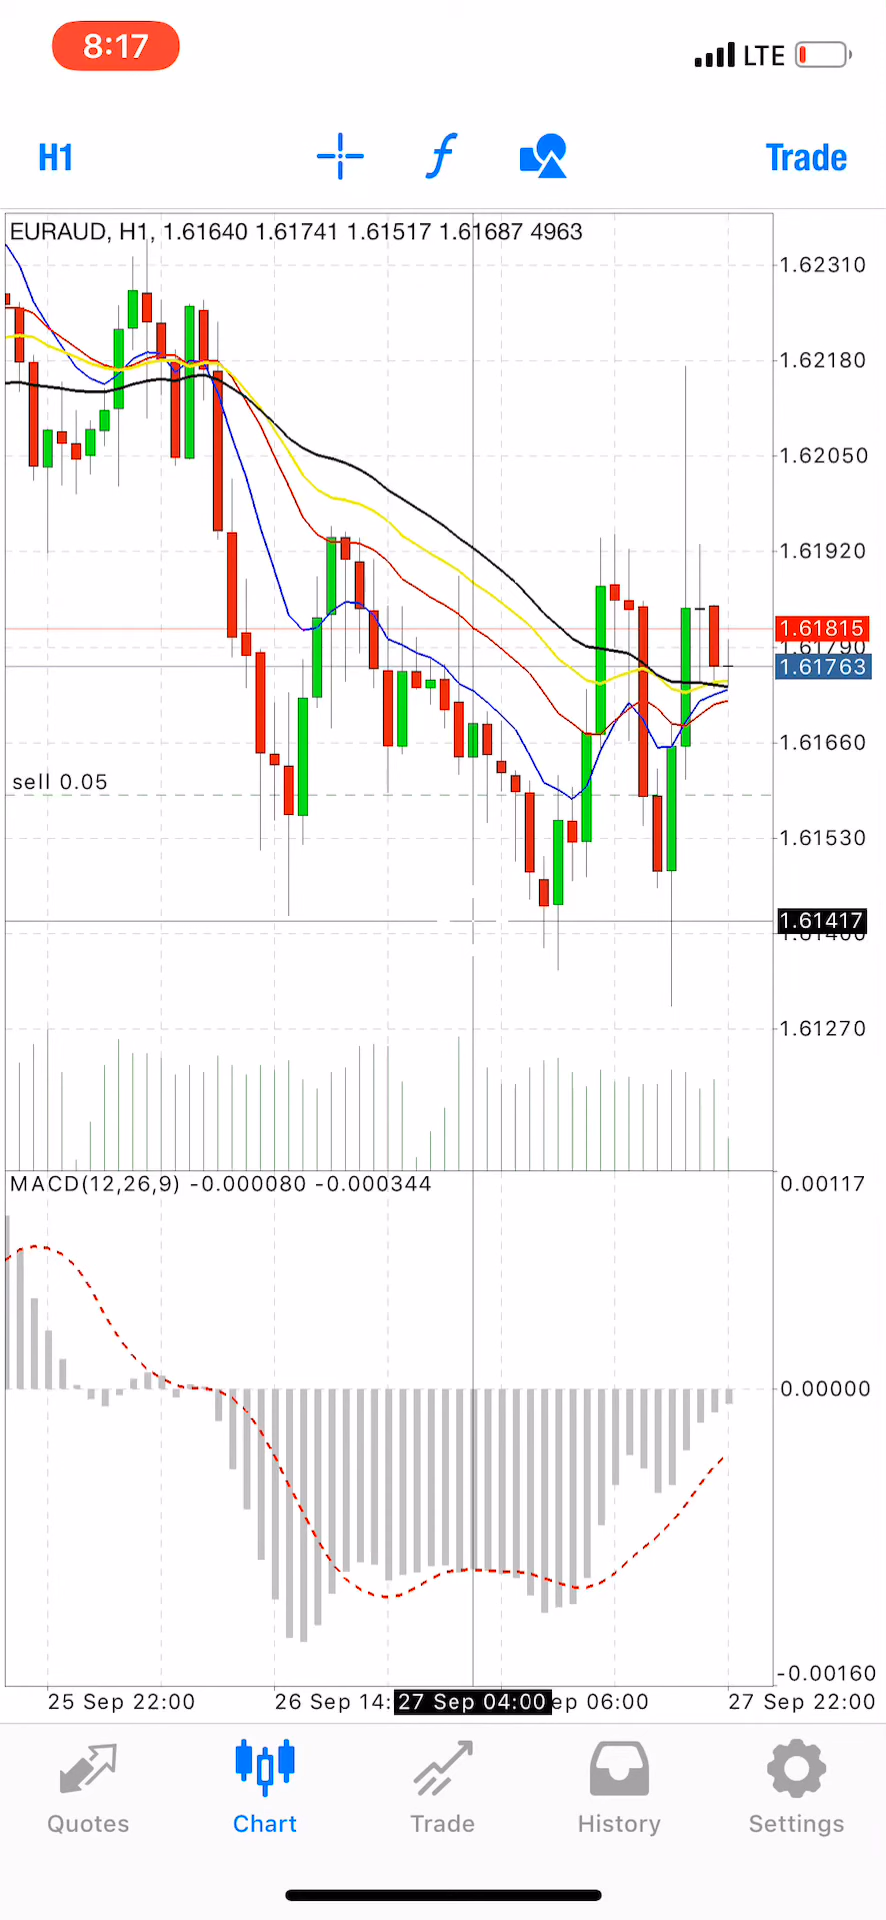 8:17
LTE
H1
f
Trade
EURAUD, H1, 1.61640 1.61741 1.61517 1.61687 4963
1.62310
1.62180
1.62050
1.61920
1.61815
1.61790
1.61763
1.61660
sell 0.05
1.61530
1.61417
1.61400
1.61270
MACD(12,26,9) -0.000080 -0.000344
0.00117
0.00000
-0.00160
25 Sep 22:00 26 Sep 14: 27 Sep 04:00 ep 06:00 27 Sep 22:00
Quotes Chart Trade History Settings